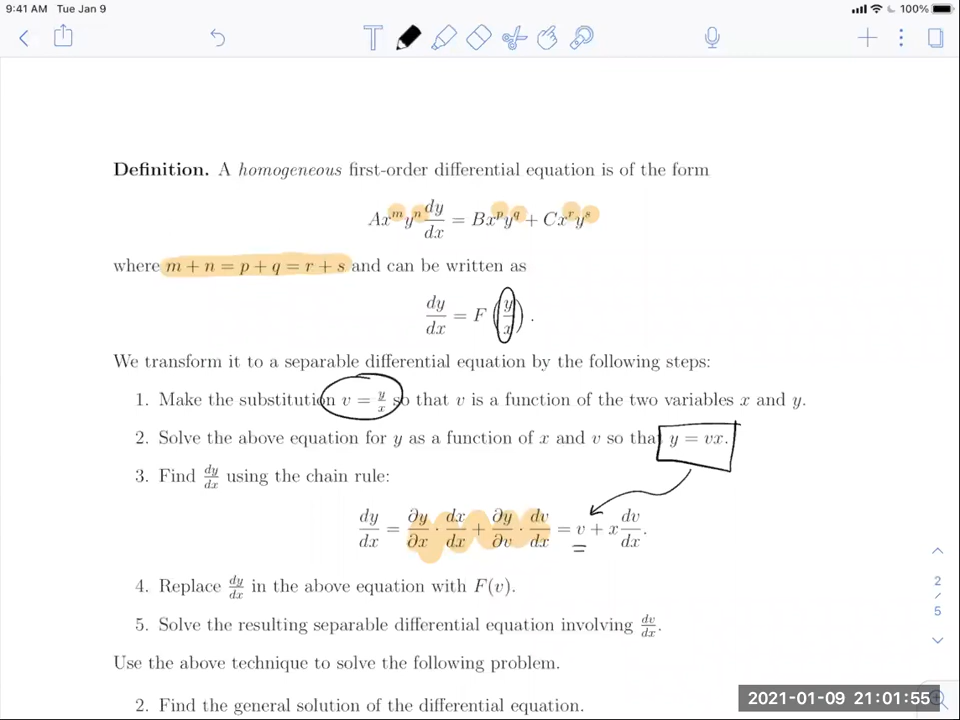 9:41 AM Tue Jan 9 100%
T
Definition. A homogeneous first-order differential equation is of the form
Ax^m y^n dy/dx = Bx^p y^q + Cx^r y^s
where m + n = p + q = r + s and can be written as
dy/dx = F (y/x).
We transform it to a separable differential equation by the following steps:
1. Make the substitution v = y/x so that v is a function of the two variables x and y.
2. Solve the above equation for y as a function of x and v so that y = vx.
3. Find dy/dx using the chain rule:
dy/dx = ∂y/∂x · dx/dx + ∂y/∂v · dv/dx = v + x dv/dx.
4. Replace dy/dx in the above equation with F(v).
5. Solve the resulting separable differential equation involving dv/dx.
Use the above technique to solve the following problem.
2. Find the general solution of the differential equation.
2
/
5
2021-01-09 21:01:55